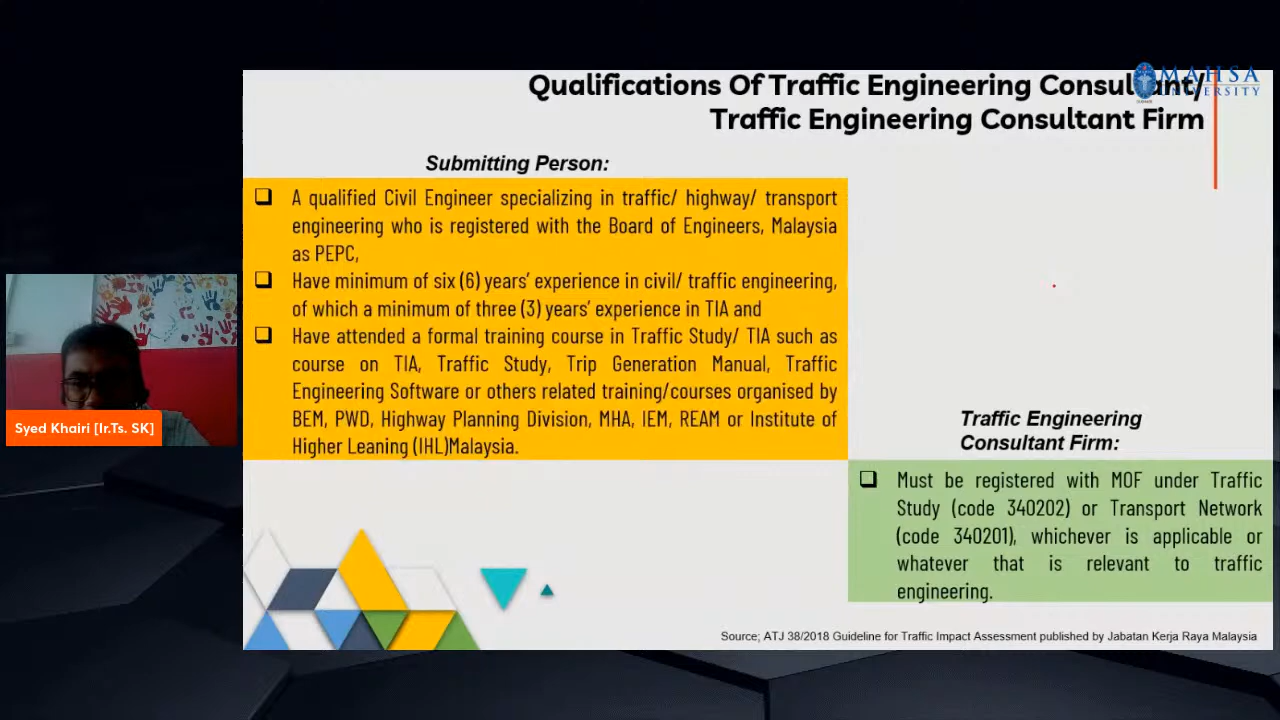 Qualifications Of Traffic Engineering Consultant/
Traffic Engineering Consultant Firm
MAHSA
UNIVERSITY
Submitting Person:
A qualified Civil Engineer specializing in traffic/ highway/ transport
engineering who is registered with the Board of Engineers, Malaysia
as PEPC,
Have minimum of six (6) years' experience in civil/ traffic engineering,
of which a minimum of three (3) years' experience in TIA and
Have attended a formal training course in Traffic Study/ TIA such as
course on TIA, Traffic Study, Trip Generation Manual, Traffic
Engineering Software or others related training/courses organised by
BEM, PWD, Highway Planning Division, MHA, IEM, REAM or Institute of
Higher Leaning (IHL)Malaysia.
Syed Khairi [Ir.Ts. SK]
Traffic Engineering
Consultant Firm:
Must be registered with MOF under Traffic
Study (code 340202) or Transport Network
(code 340201), whichever is applicable or
whatever that is relevant to traffic
engineering.
Source; ATJ 38/2018 Guideline for Traffic Impact Assessment published by Jabatan Kerja Raya Malaysia